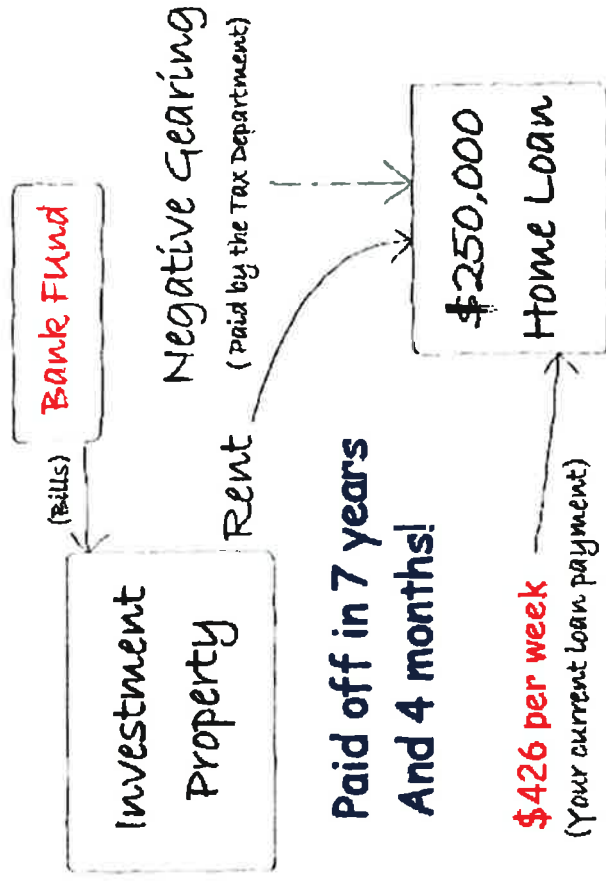 Bank Fund
(Bills)
Investment
Property
Rent
Negative Gearing
(Paid by the Tax Department)
Paid off in 7 years
And 4 months!
$250,000
Home Loan
$426 per week
(Your current loan payment)